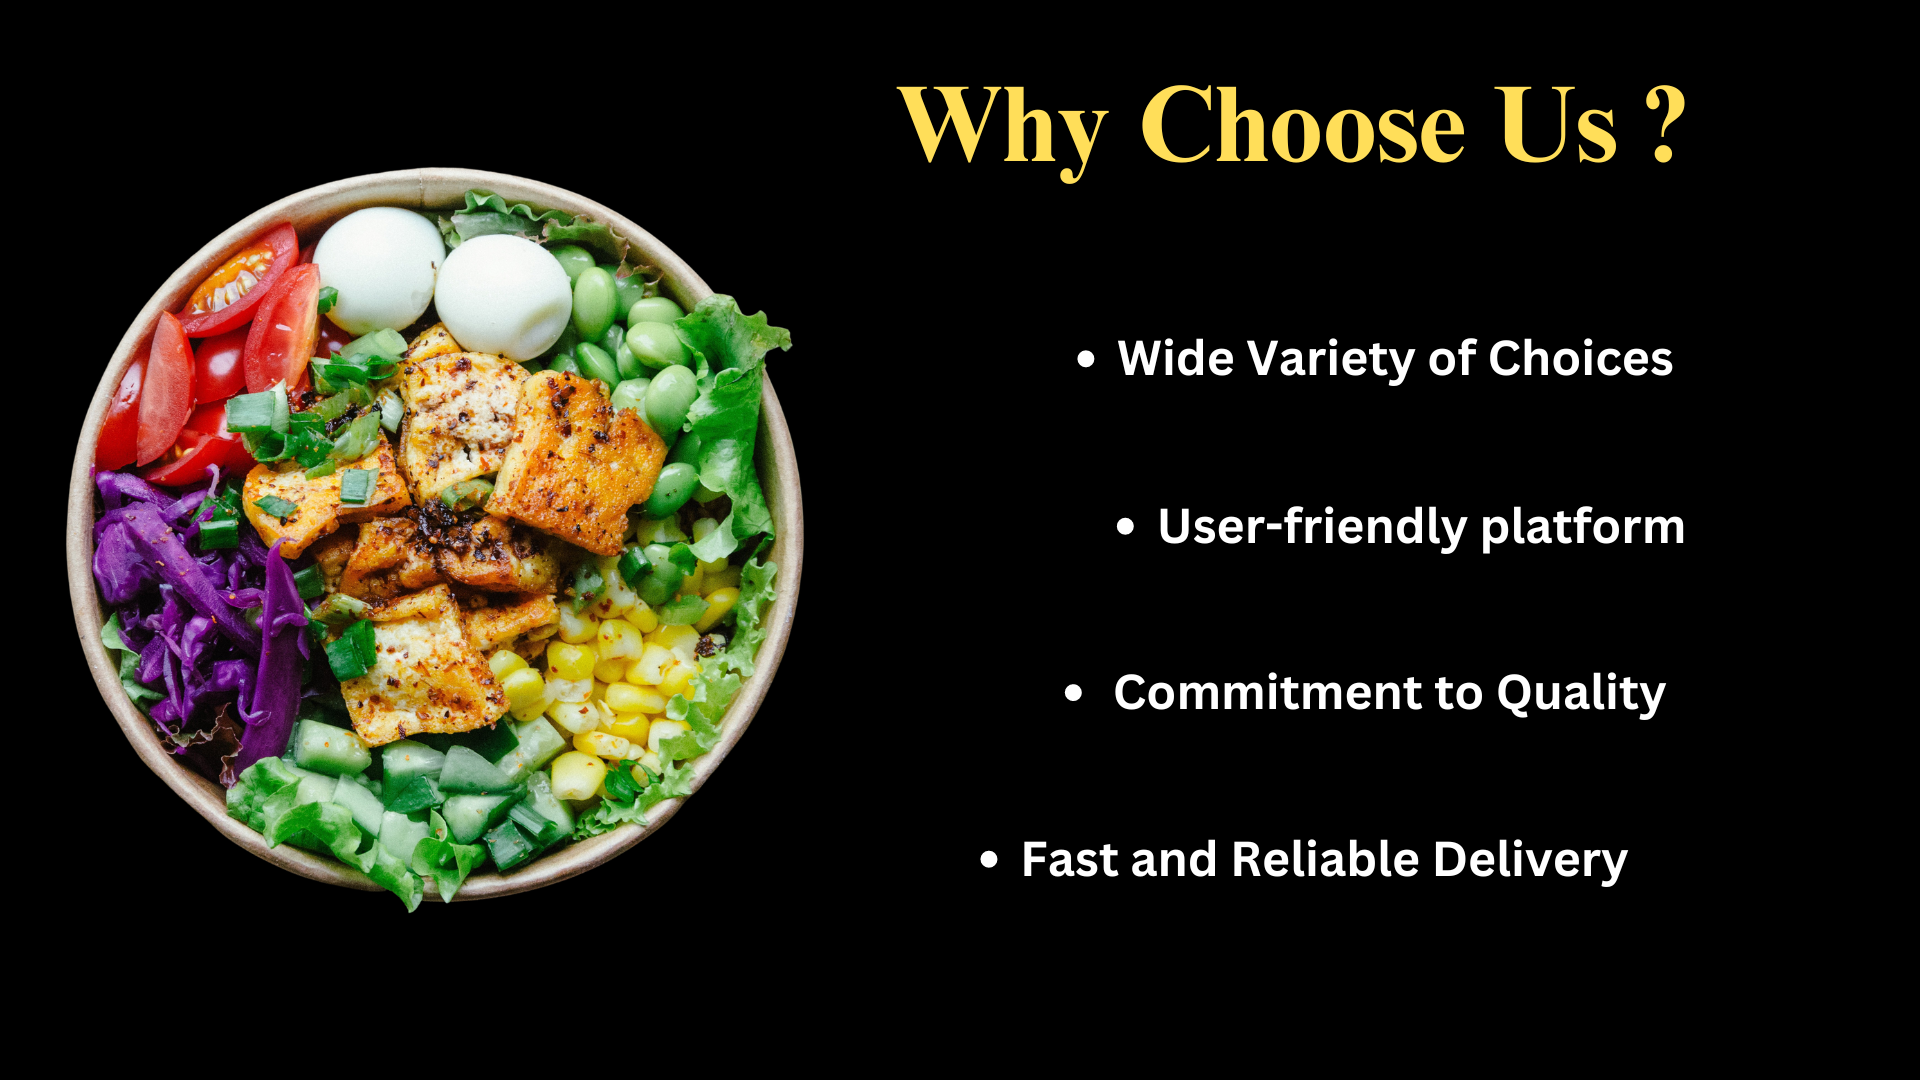 Why Choose Us ?
• Wide Variety of Choices
• User-friendly platform
• Commitment to Quality
• Fast and Reliable Delivery